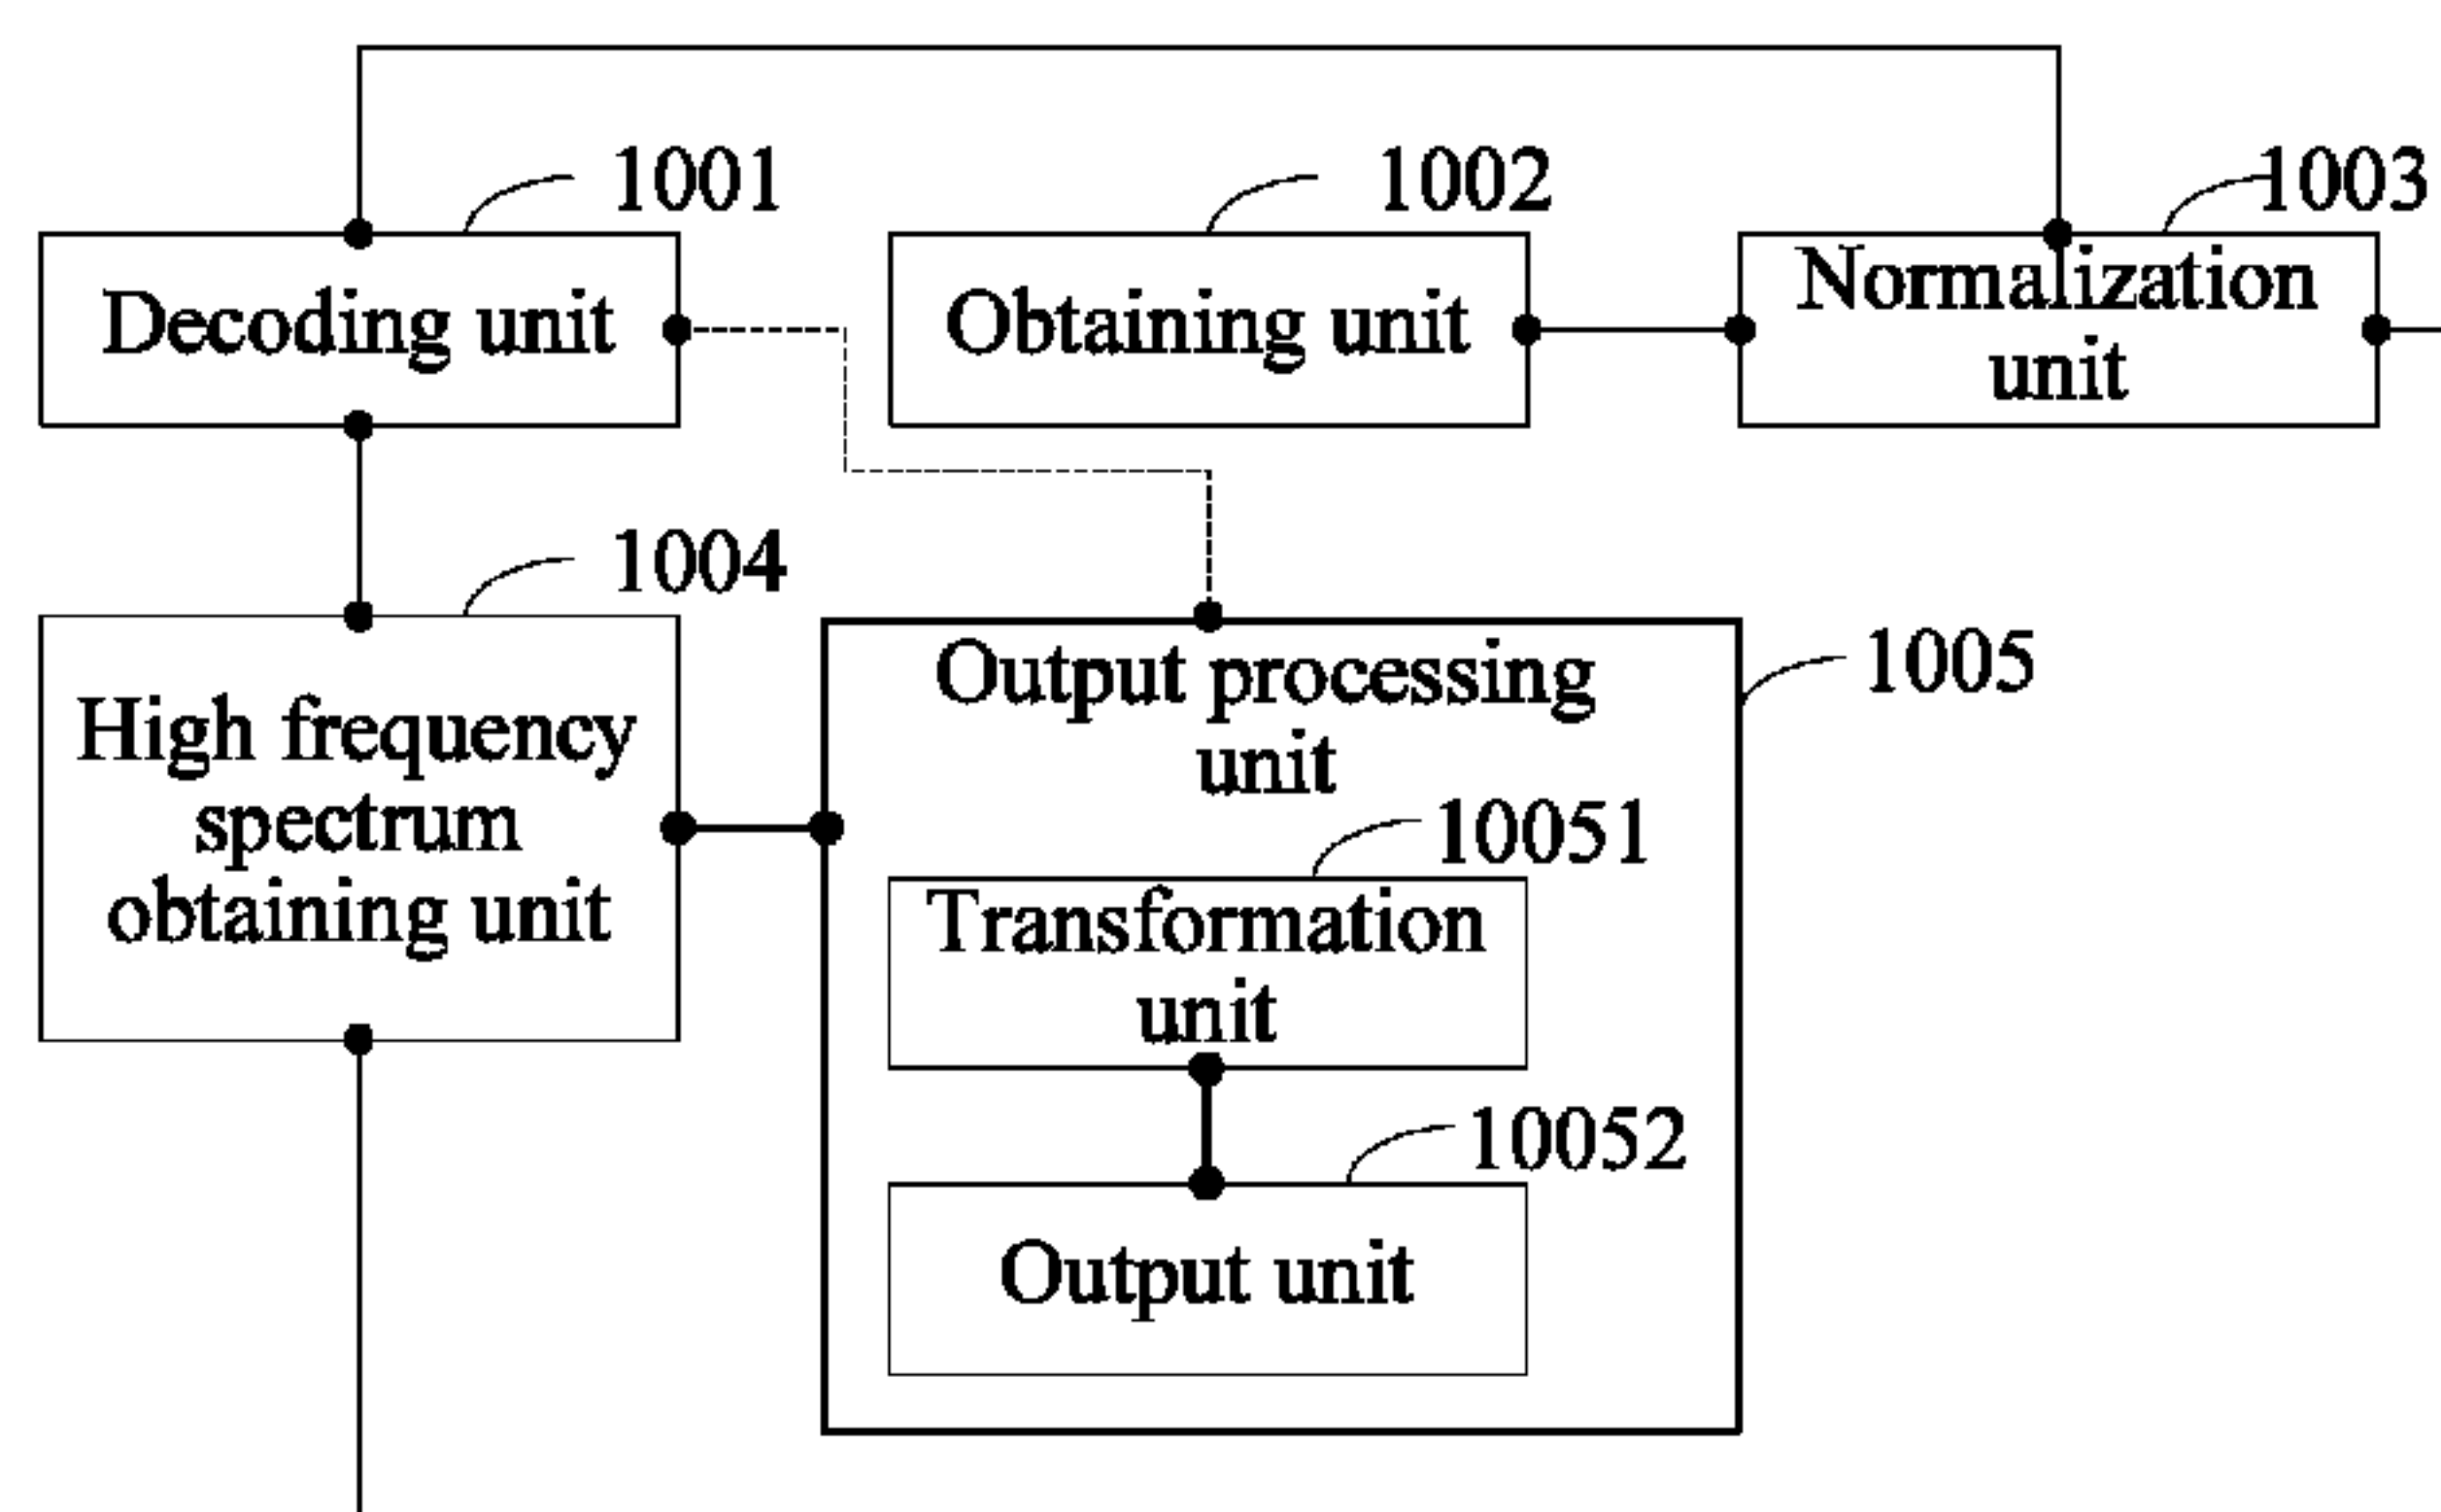 1001
1002
1003
Decoding unit
Obtaining unit
Normalization
unit
1004
1005
High frequency
spectrum
obtaining unit
Output processing
unit
10051
Transformation
unit
10052
Output unit